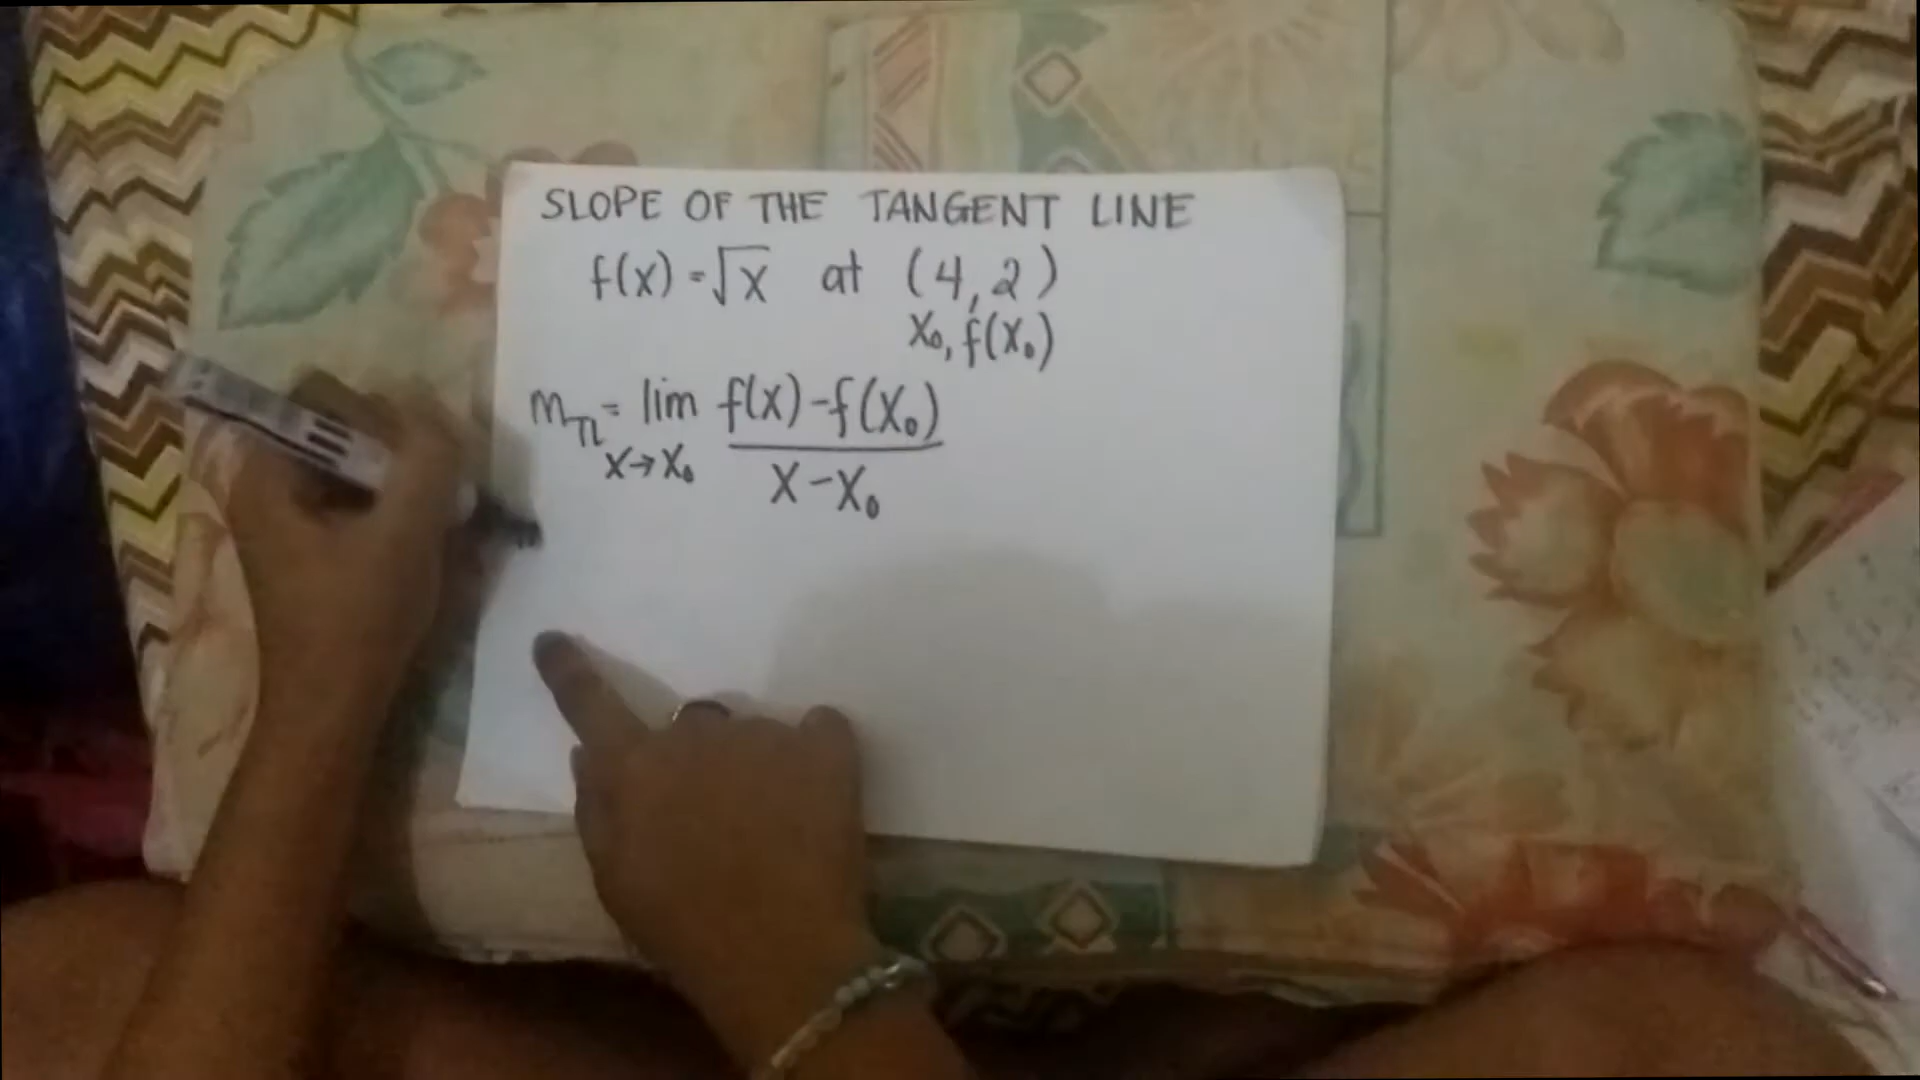 SLOPE OF THE TANGENT LINE
f(x) = √x at (4, 2)
x₀, f(x₀)
m_TL = lim f(x) - f(x₀)
x→x₀ x - x₀